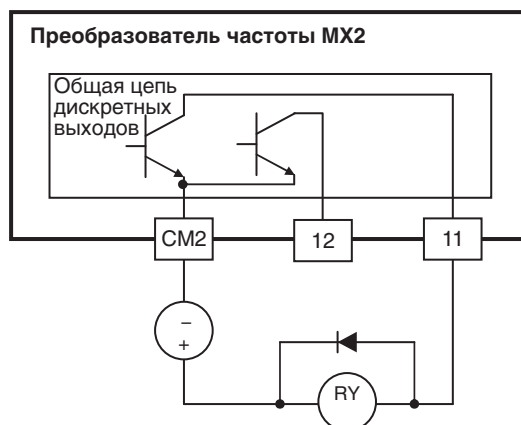 Преобразователь частоты MX2
Общая цепь
дискретных
выходов
CM2
12
11
−
+
RY